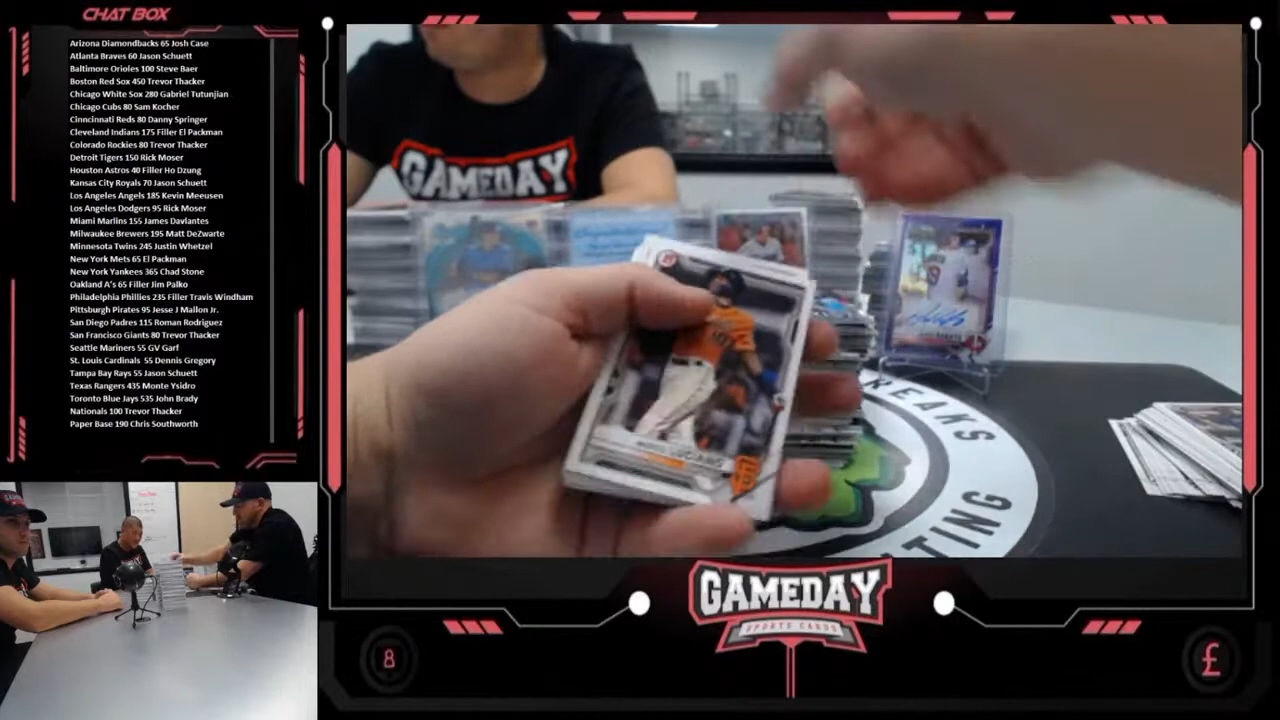 CHAT BOX
Arizona Diamondbacks 65 Josh Case
Atlanta Braves 60 Jason Schuett
Baltimore Orioles 100 Steve Baer
Boston Red Sox 450 Trevor Thacker
Chicago White Sox 280 Gabriel Tutunjian
Chicago Cubs 80 Sam Kocher
Cinncinnati Reds 80 Danny Springer
Cleveland Indians 175 Filler El Packman
Colorado Rockies 80 Trevor Thacker
Detroit Tigers 150 Rick Moser
Houston Astros 40 Filler Ho Dzung
Kansas City Royals 70 Jason Schuett
Los Angeles Angels 185 Kevin Meeusen
Los Angeles Dodgers 95 Rick Moser
Miami Marlins 155 James Davlantes
Milwaukee Brewers 195 Matt DeZwarte
Minnesota Twins 245 Justin Whetzel
New York Mets 65 El Packman
New York Yankees 365 Chad Stone
Oakland A's 65 Filler Jim Palko
Philadelphia Phillies 235 Filler Travis Windham
Pittsburgh Pirates 95 Jesse J Mallon Jr.
San Diego Padres 115 Roman Rodriguez
San Francisco Giants 80 Trevor Thacker
Seattle Mariners 55 GV Garf
St. Louis Cardinals 55 Dennis Gregory
Tampa Bay Rays 55 Jason Schuett
Texas Rangers 435 Monte Ysidro
Toronto Blue Jays 535 John Brady
Nationals 100 Trevor Thacker
Paper Base 190 Chris Southworth
GAMEDAY
REAKS
TING
GAMEDAY
SPORTS CARDS
8
£